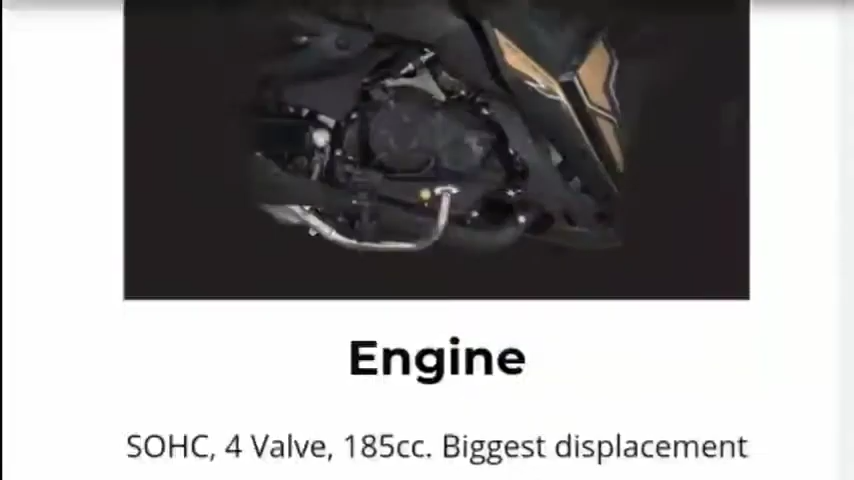 Engine
SOHC, 4 Valve, 185cc. Biggest displacement